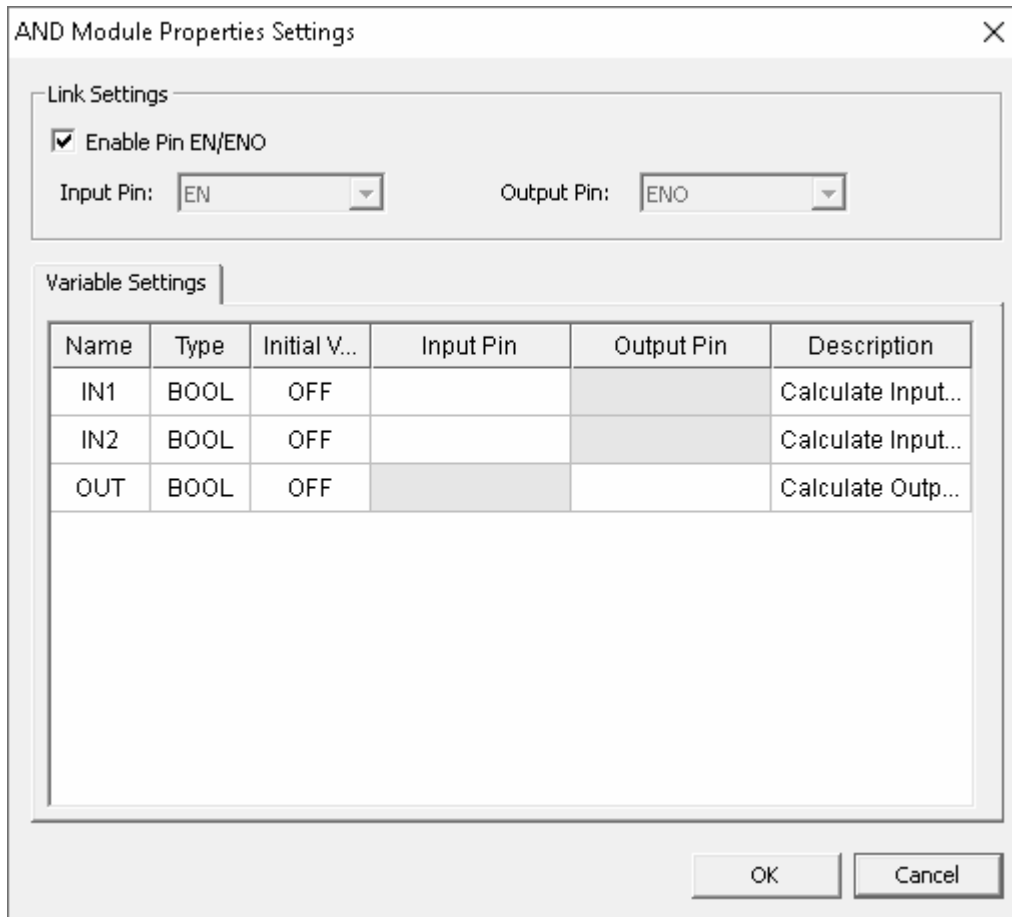 AND Module Properties Settings
Link Settings
Enable Pin EN/ENO
Input Pin: EN Output Pin: ENO
Variable Settings
Name Type Initial V... Input Pin Output Pin Description
IN1 BOOL OFF Calculate Input...
IN2 BOOL OFF Calculate Input...
OUT BOOL OFF Calculate Outp...
OK Cancel